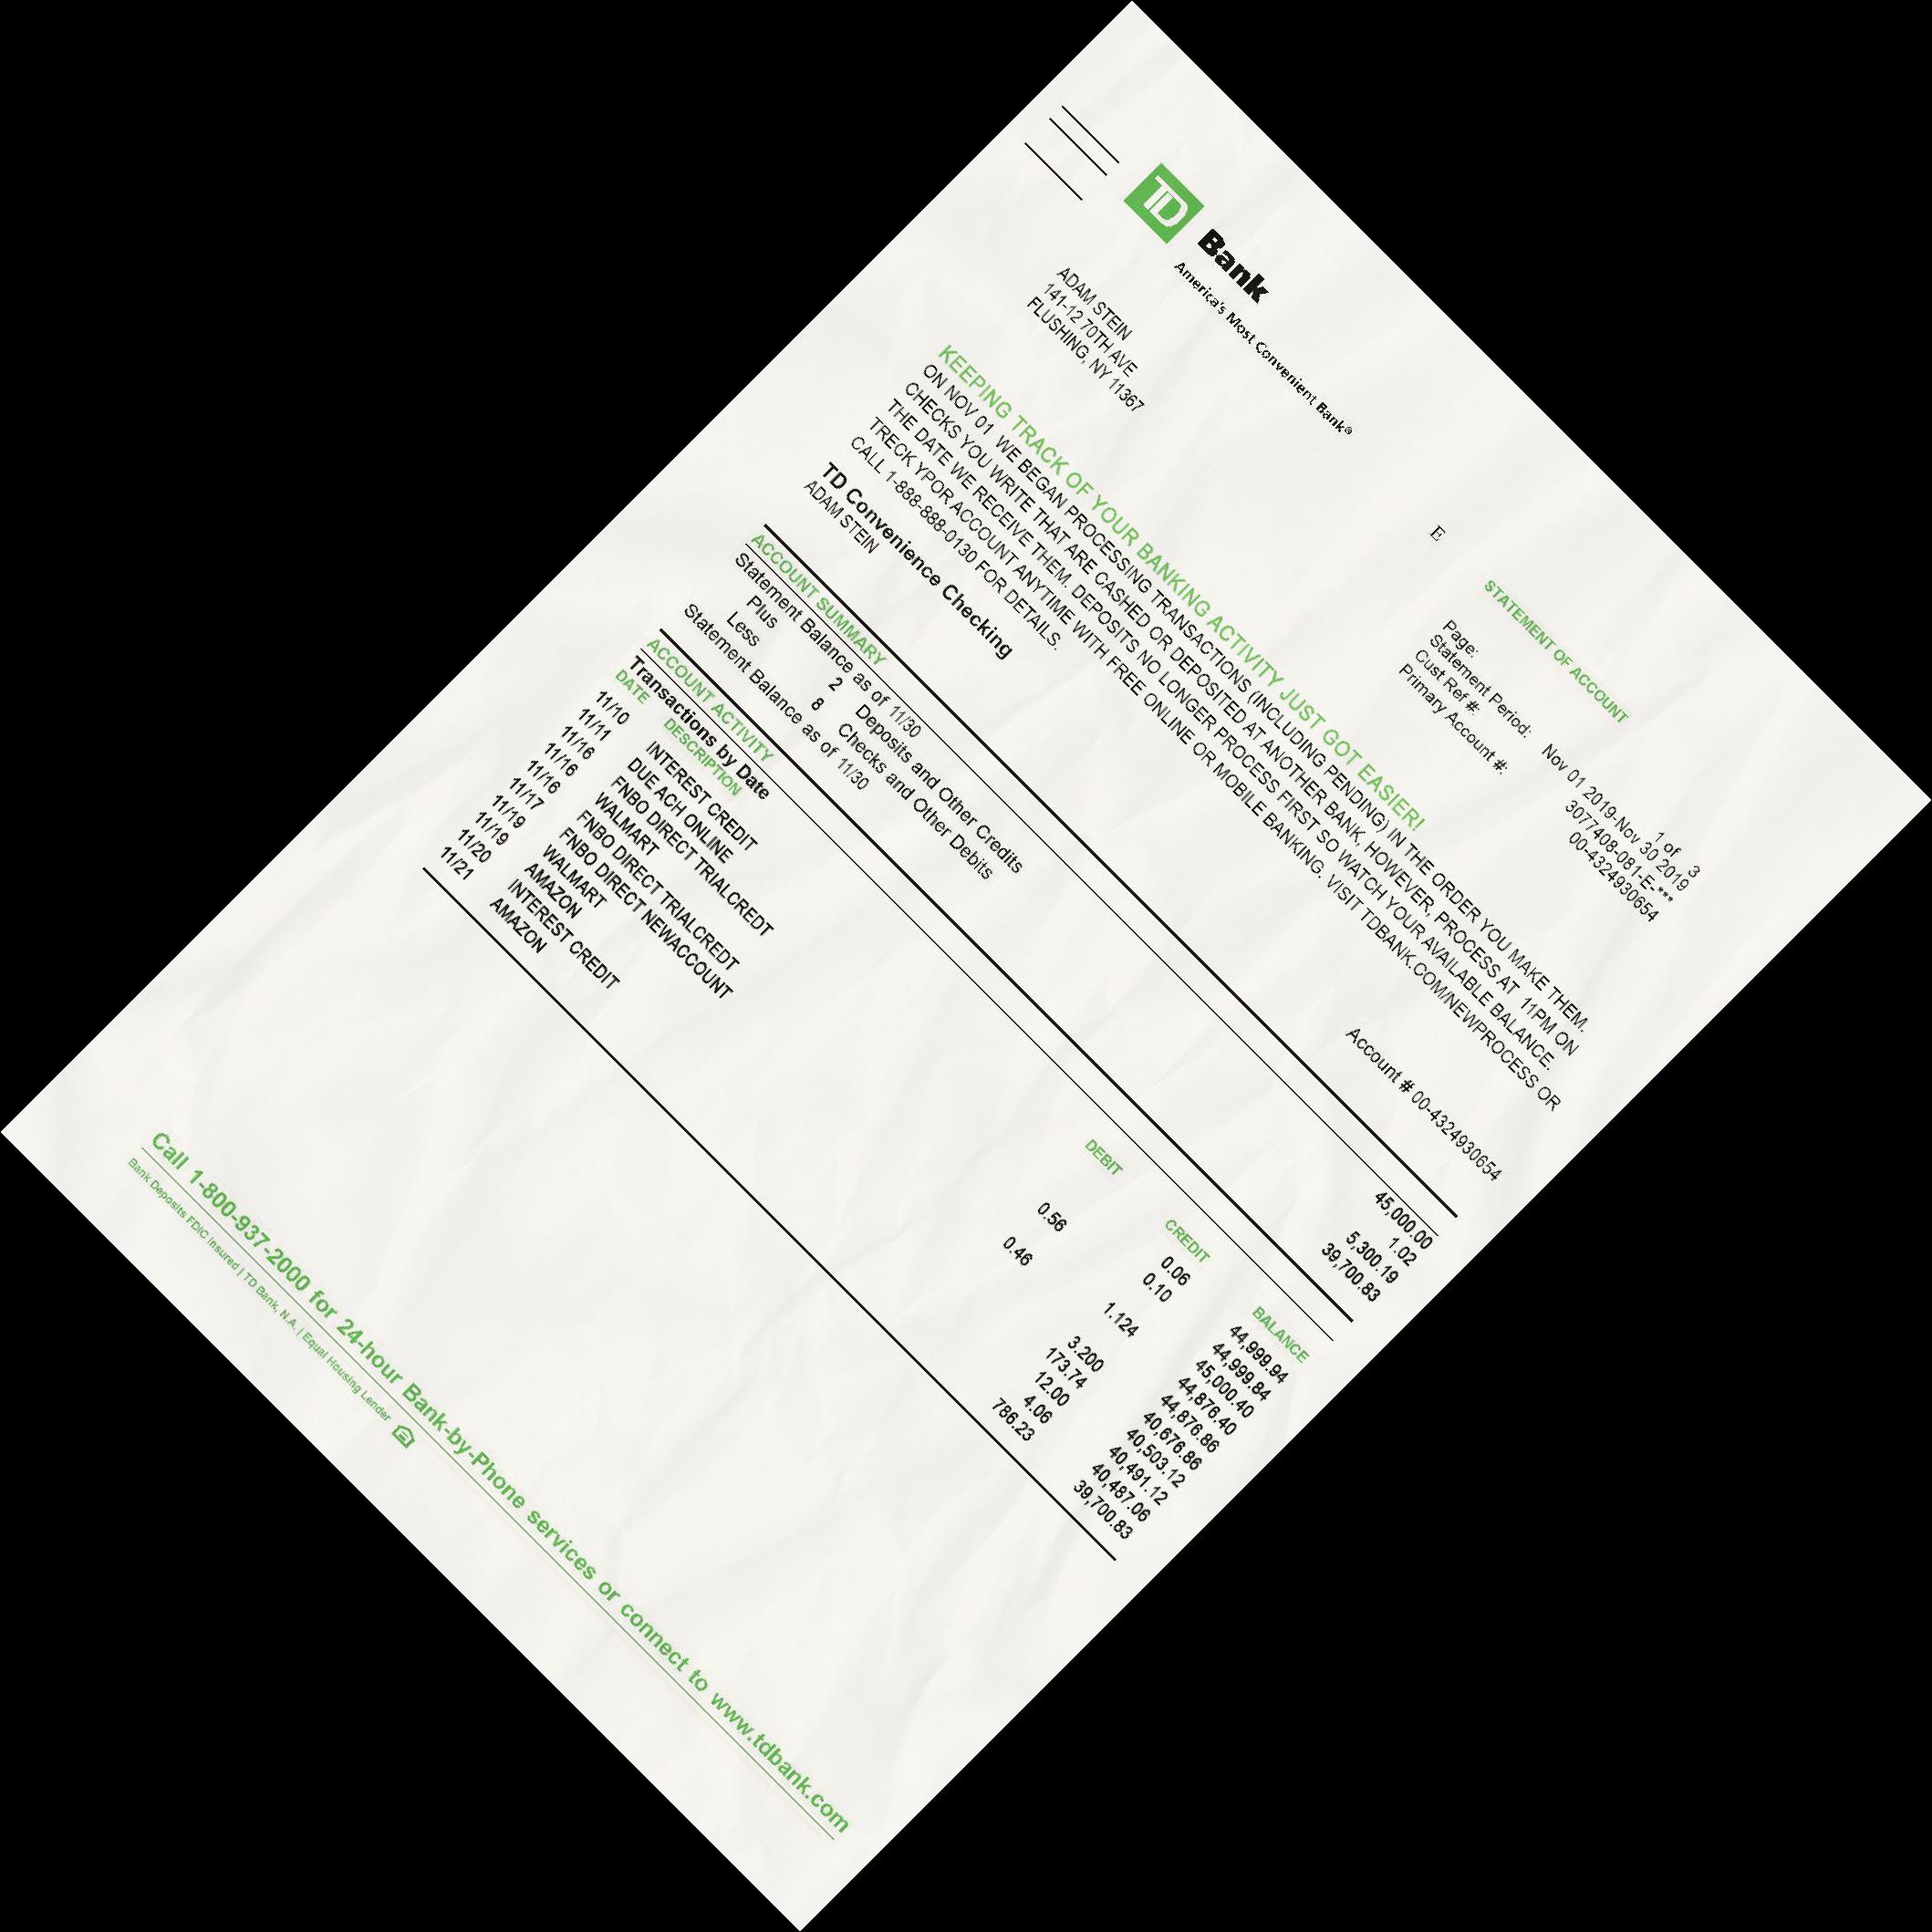 TD Bank
America's Most Convenient Bank®
E
STATEMENT OF ACCOUNT
ADAM STEIN
141-12 70TH AVE
FLUSHING, NY 11367
Page: 1 of 3
Statement Period: Nov 01 2019-Nov 30 2019
Cust Ref #: 3077408-081-E-***
Primary Account #: 00-4324930654
KEEPING TRACK OF YOUR BANKING ACTIVITY JUST GOT EASIER!
ON NOV 01 WE BEGAN PROCESSING TRANSACTIONS (INCLUDING PENDING) IN THE ORDER YOU MAKE THEM.
CHECKS YOU WRITE THAT ARE CASHED OR DEPOSITED AT ANOTHER BANK, HOWEVER, PROCESS AT 11PM ON
THE DATE WE RECEIVE THEM. DEPOSITS NO LONGER PROCESS FIRST SO WATCH YOUR AVAILABLE BALANCE.
TRECK YPOR ACCOUNT ANYTIME WITH FREE ONLINE OR MOBILE BANKING. VISIT TDBANK.COM/NEWPROCESS OR
CALL 1-888-888-0130 FOR DETAILS.
TD Convenience Checking
ADAM STEIN Account # 00-4324930654
ACCOUNT SUMMARY
Statement Balance as of 11/30 45,000.00
Plus 2 Deposits and Other Credits 1.02
Less 8 Checks and Other Debits 5,300.19
Statement Balance as of 11/30 39,700.83
ACCOUNT ACTIVITY
Transactions by Date
DATE DESCRIPTION DEBIT CREDIT BALANCE
11/10 INTEREST CREDIT 0.06 44,999.94
11/11 DUE ACH ONLINE 0.10 44,999.84
11/16 FNBO DIRECT TRIALCREDT 0.56 45,000.40
11/16 WALMART 1.124 44,876.40
11/16 FNBO DIRECT TRIALCREDT 0.46 44,876.86
11/17 FNBO DIRECT NEWACCOUNT 3.200 40,676.86
11/19 WALMART 173.74 40,503.12
11/19 AMAZON 12.00 40,491.12
11/20 INTEREST CREDIT 4.06 40,487.06
11/21 AMAZON 786.23 39,700.83
Call 1-800-937-2000 for 24-hour Bank-by-Phone services or connect to www.tdbank.com
Bank Deposits FDIC Insured | TD Bank, N.A. | Equal Housing Lender